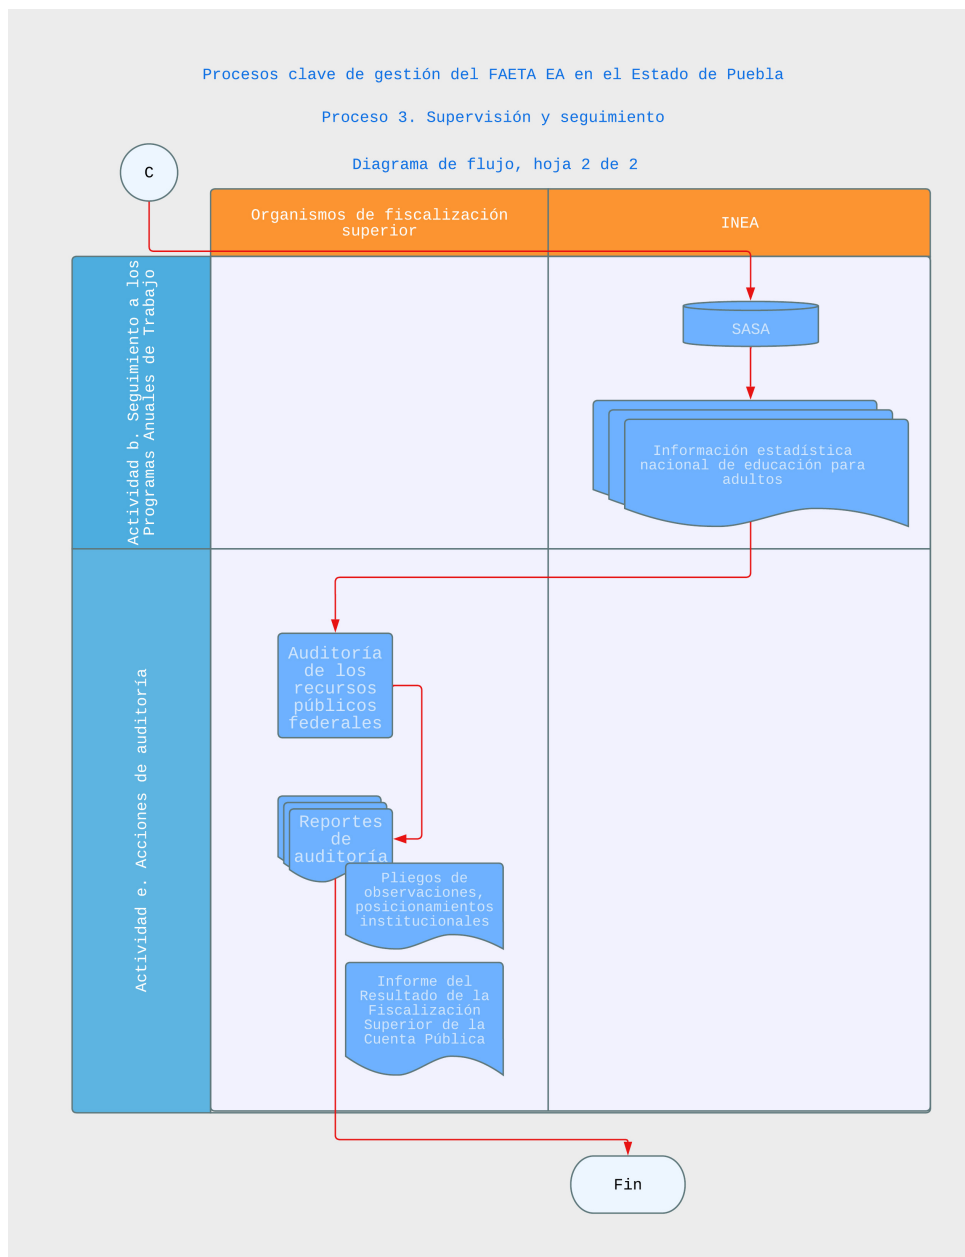 Procesos clave de gestión del FAETA EA en el Estado de Puebla
Proceso 3. Supervisión y seguimiento
Diagrama de flujo, hoja 2 de 2
C
Organismos de fiscalización
superior
INEA
Actividad b. Seguimiento a los
Programas Anuales de Trabajo
SASA
Información estadística
nacional de educación para
adultos
Actividad e. Acciones de auditoría
Auditoría
de los
recursos
públicos
federales
Reportes
de
auditoría
Pliegos de
observaciones,
posicionamientos
institucionales
Informe del
Resultado de la
Fiscalización
Superior de la
Cuenta Pública
Fin